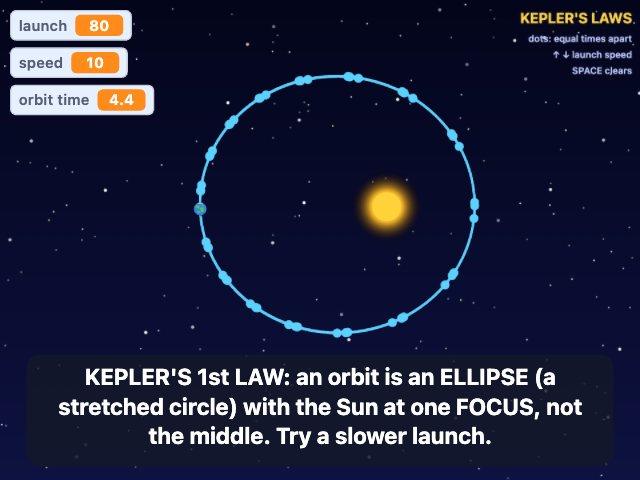 launch 80
speed 10
orbit time 4.4
KEPLER'S LAWS
dots: equal times apart
↑ ↓ launch speed
SPACE clears
KEPLER'S 1st LAW: an orbit is an ELLIPSE (a
stretched circle) with the Sun at one FOCUS, not
the middle. Try a slower launch.